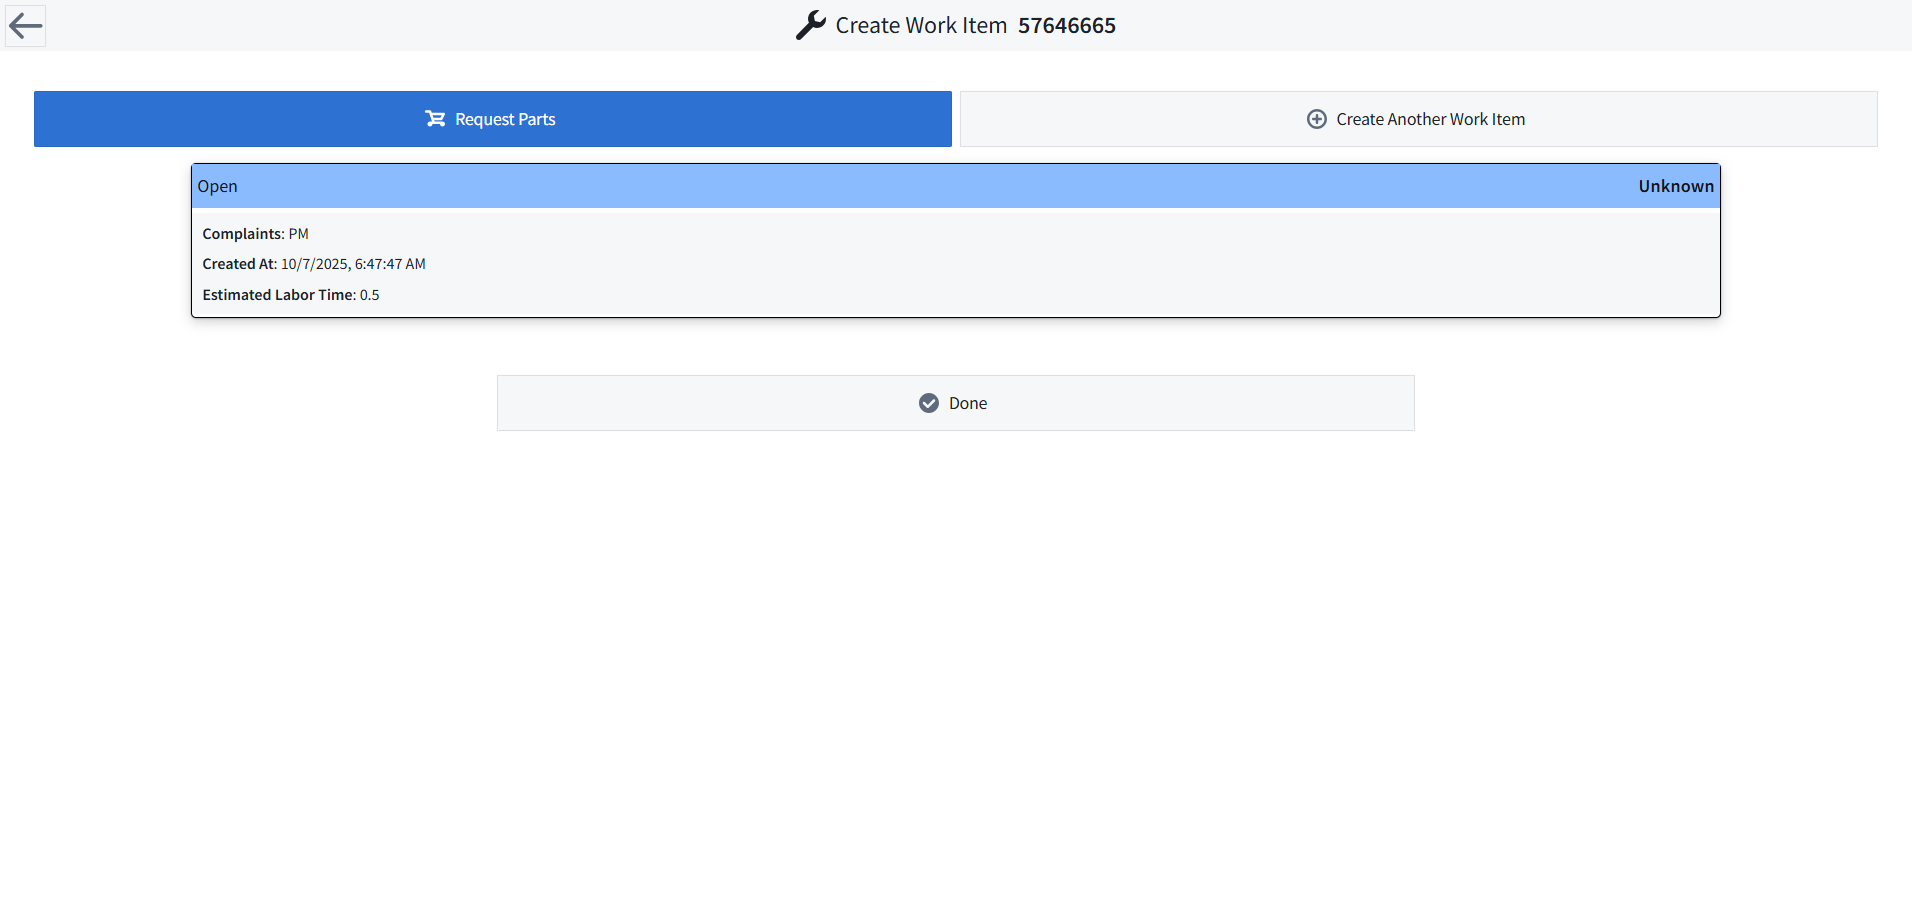 Create Work Item 57646665
Request Parts
Create Another Work Item
Open
Unknown
Complaints: PM
Created At: 10/7/2025, 6:47:47 AM
Estimated Labor Time: 0.5
Done